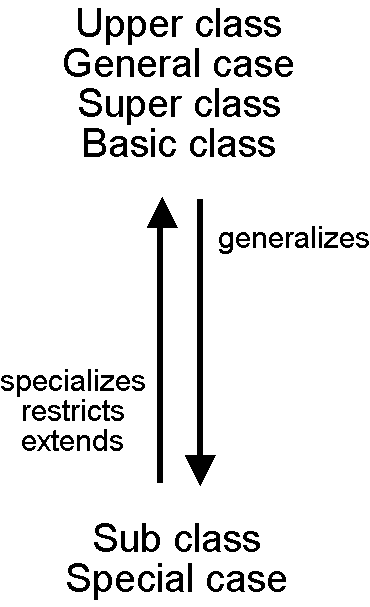 Upper class
General case
Super class
Basic class
generalizes
specializes
restricts
extends
Sub class
Special case